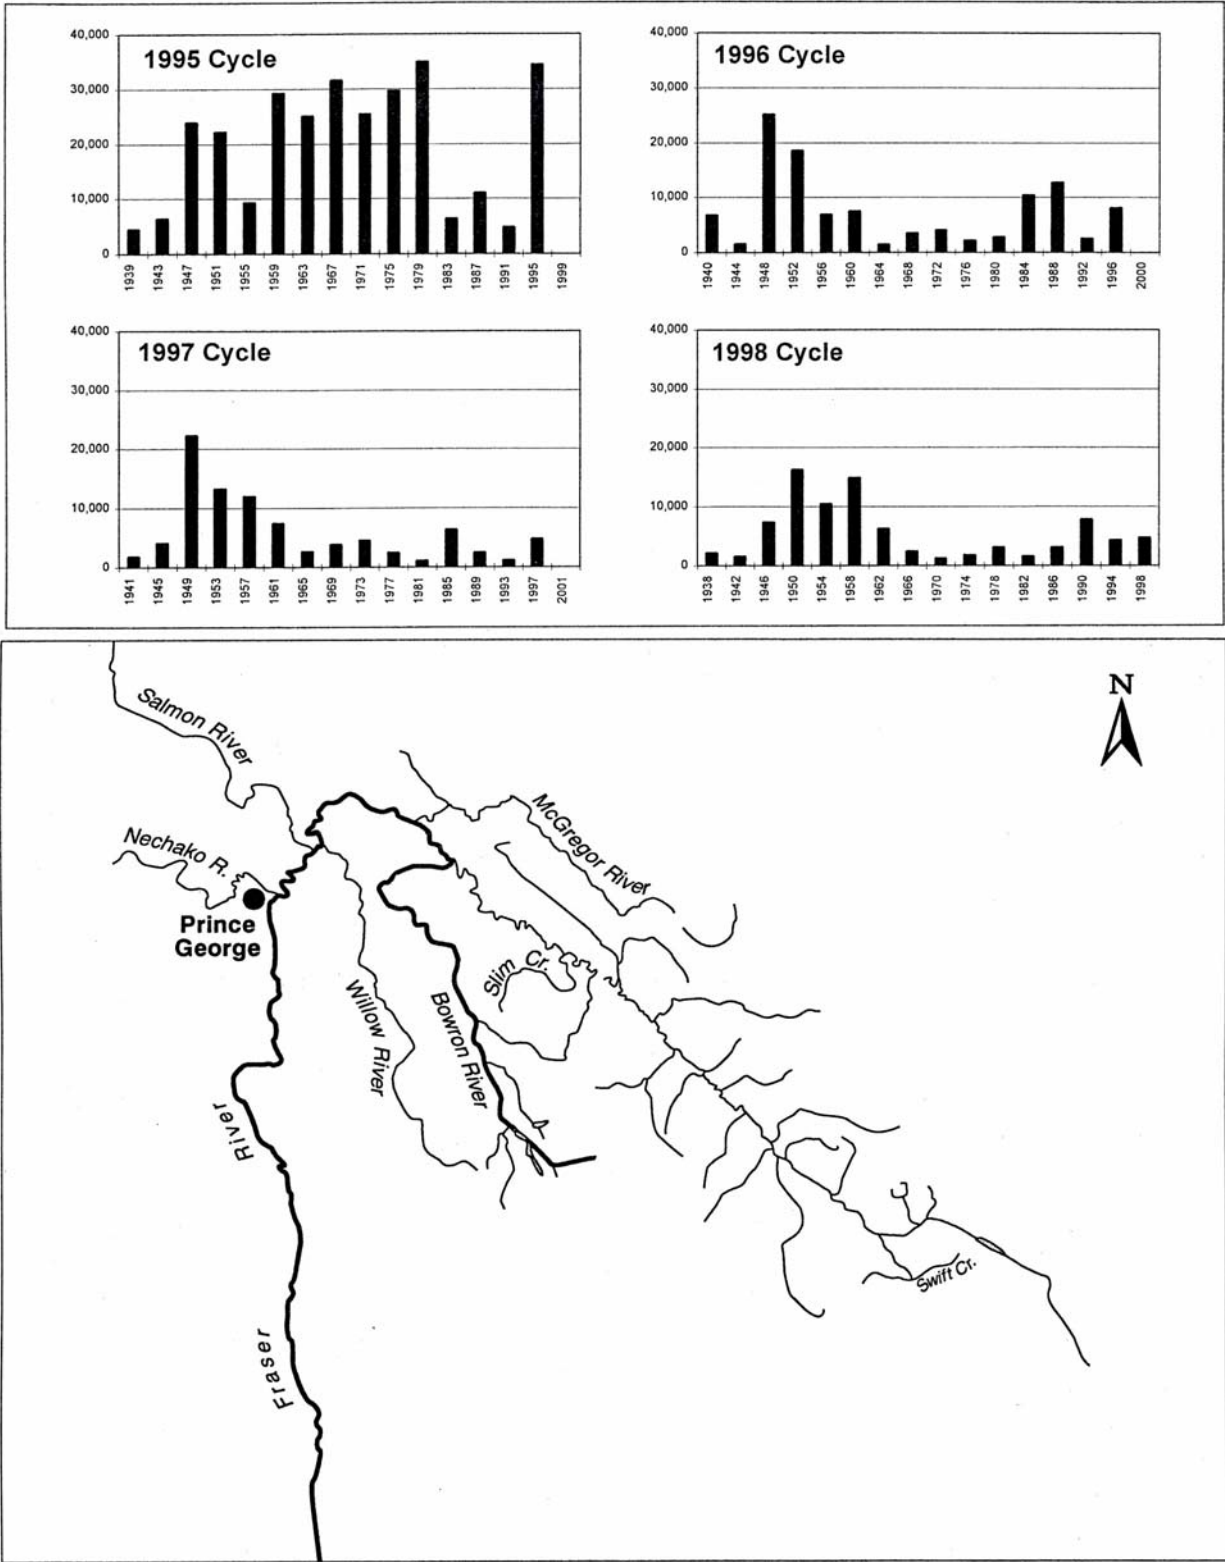 1995 Cycle
40,000
30,000
20,000
10,000
0
1939 1943 1947 1951 1955 1959 1963 1967 1971 1975 1979 1983 1987 1991 1995 1999
1996 Cycle
40,000
30,000
20,000
10,000
0
1940 1944 1948 1952 1956 1960 1964 1968 1972 1976 1980 1984 1988 1992 1996 2000
1997 Cycle
40,000
30,000
20,000
10,000
0
1941 1945 1949 1953 1957 1961 1965 1969 1973 1977 1981 1985 1989 1993 1997 2001
1998 Cycle
40,000
30,000
20,000
10,000
0
1938 1942 1946 1950 1954 1958 1962 1966 1970 1974 1978 1982 1986 1990 1994 1998
N
Salmon River
McGregor River
Nechako R.
Prince
George
Slim Cr.
Willow River
Bowron River
Fraser River
Swift Cr.